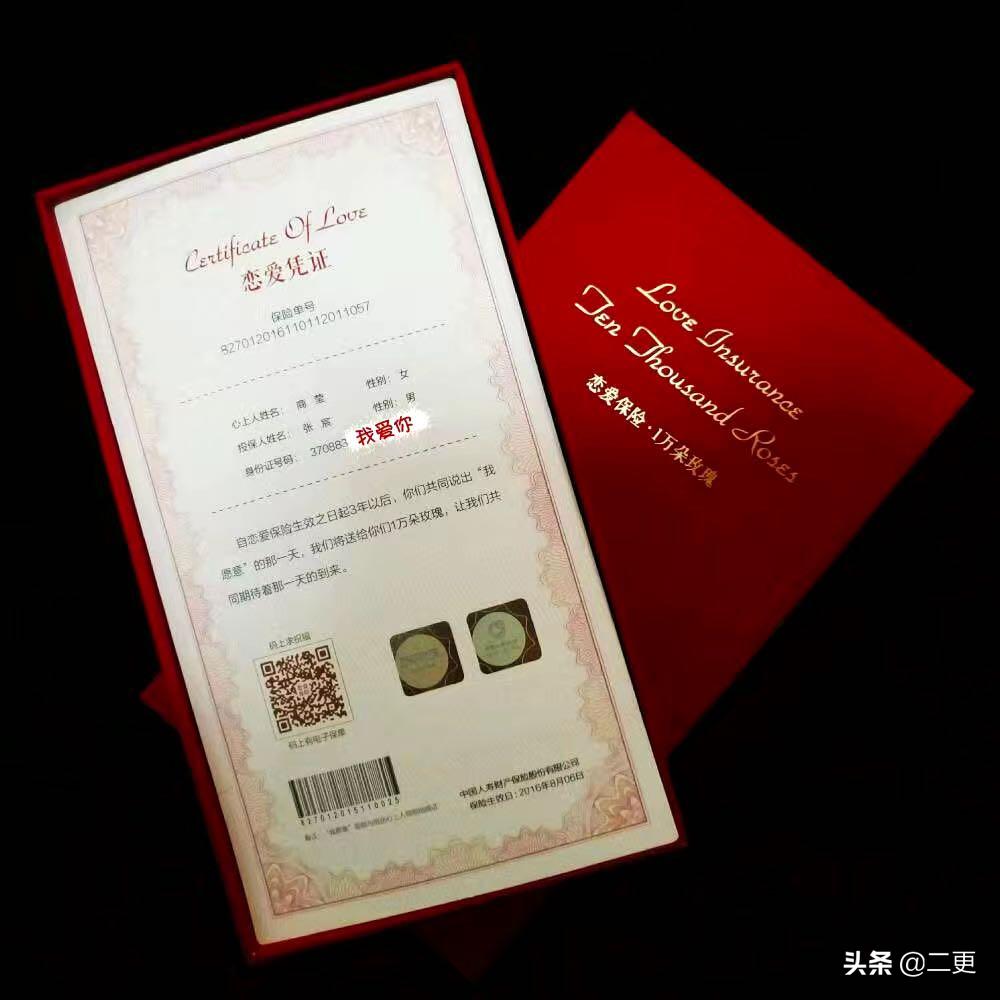 Certificate Of Love
恋爱凭证
保险单号
827012016110112011057
心上人姓名: 商 莹 性别: 女
投保人姓名: 张 宸 性别: 男
身份证号码: 370883 我爱你
自恋爱保险生效之日起3年以后，你们共同说出“我
愿意”的那一天，我们将送给你们1万朵玫瑰，让我们共
同期待着那一天的到来。
码上求祝福
码上有电子保单
827012015110025
中国人寿财产保险股份有限公司
保险生效日: 2016年8月06日
Love Insurance
Ten Thousand Roses
恋爱保险·1万朵玫瑰
头条 @二更